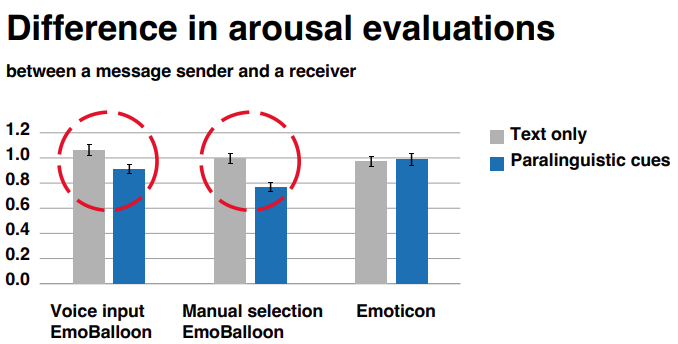 Difference in arousal evaluations
between a message sender and a receiver
1.2
1.0
0.8
0.6
0.4
0.2
0.0
Text only
Paralinguistic cues
Voice input
EmoBalloon
Manual selection
EmoBalloon
Emoticon